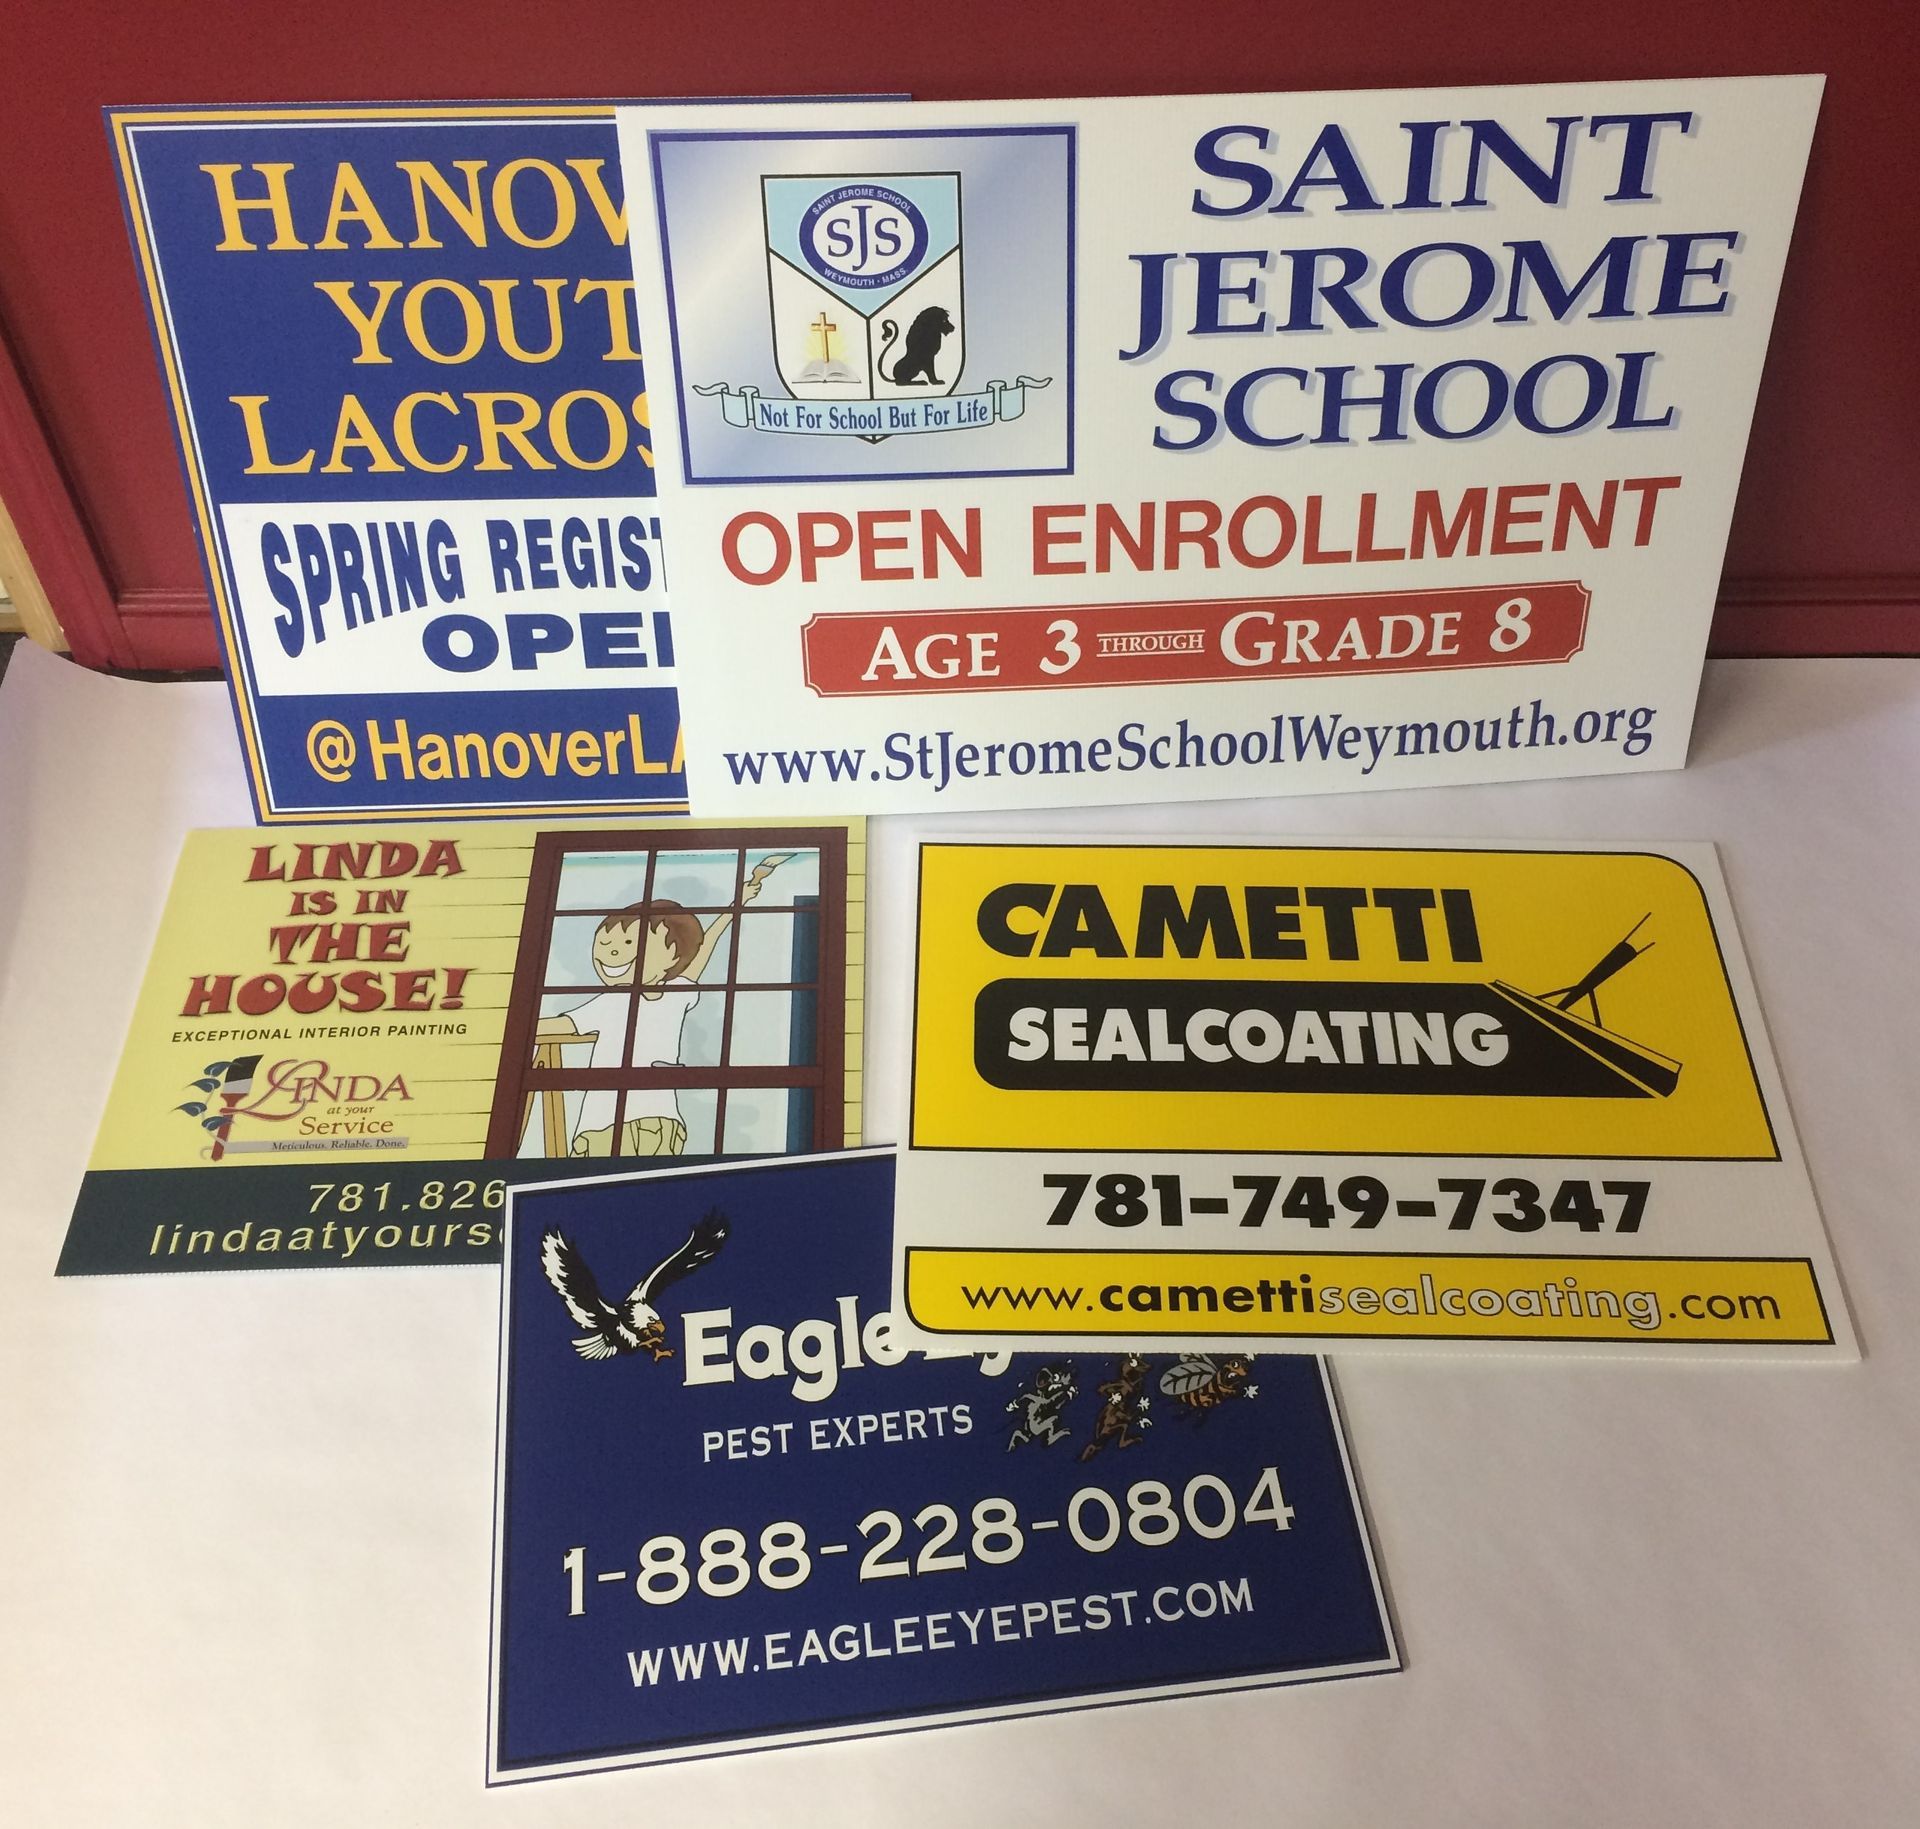 HANOV
YOUT
LACROS
SPRING REGIST
OPE
@HanoverLA
SAINT JEROME SCHOOL
SJS
WEYMOUTH - MASS.
Not For School But For Life
SAINT
JEROME
SCHOOL
OPEN ENROLLMENT
AGE 3 THROUGH GRADE 8
www.StJeromeSchoolWeymouth.org
LINDA
IS IN
THE
HOUSE!
EXCEPTIONAL INTERIOR PAINTING
LINDA
at your
Service
Meticulous. Reliable. Done.
781.826
lindaatyours
CAMETTI
SEALCOATING
781-749-7347
www.camettisealcoating.com
Eagle
PEST EXPERTS
1-888-228-0804
WWW.EAGLEEYEPEST.COM